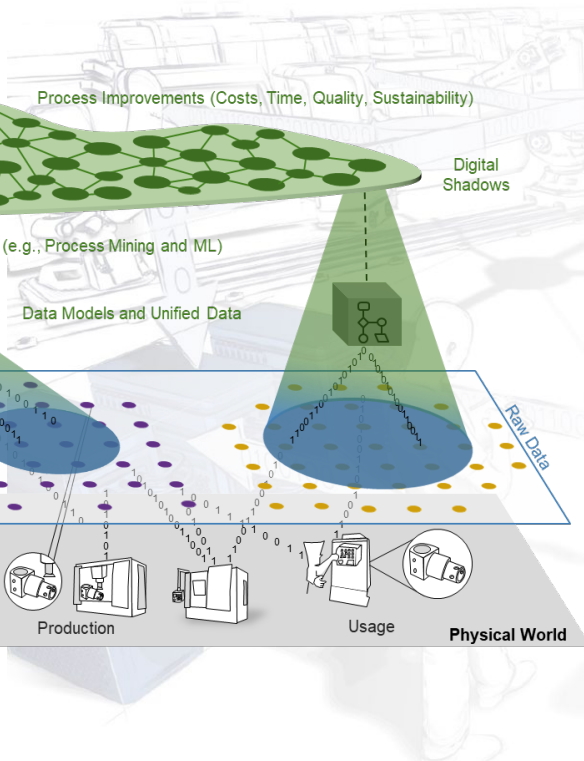 Process Improvements (Costs, Time, Quality, Sustainability)
Digital
Shadows
(e.g., Process Mining and ML)
Data Models and Unified Data
Raw Data
Production
Usage
Physical World